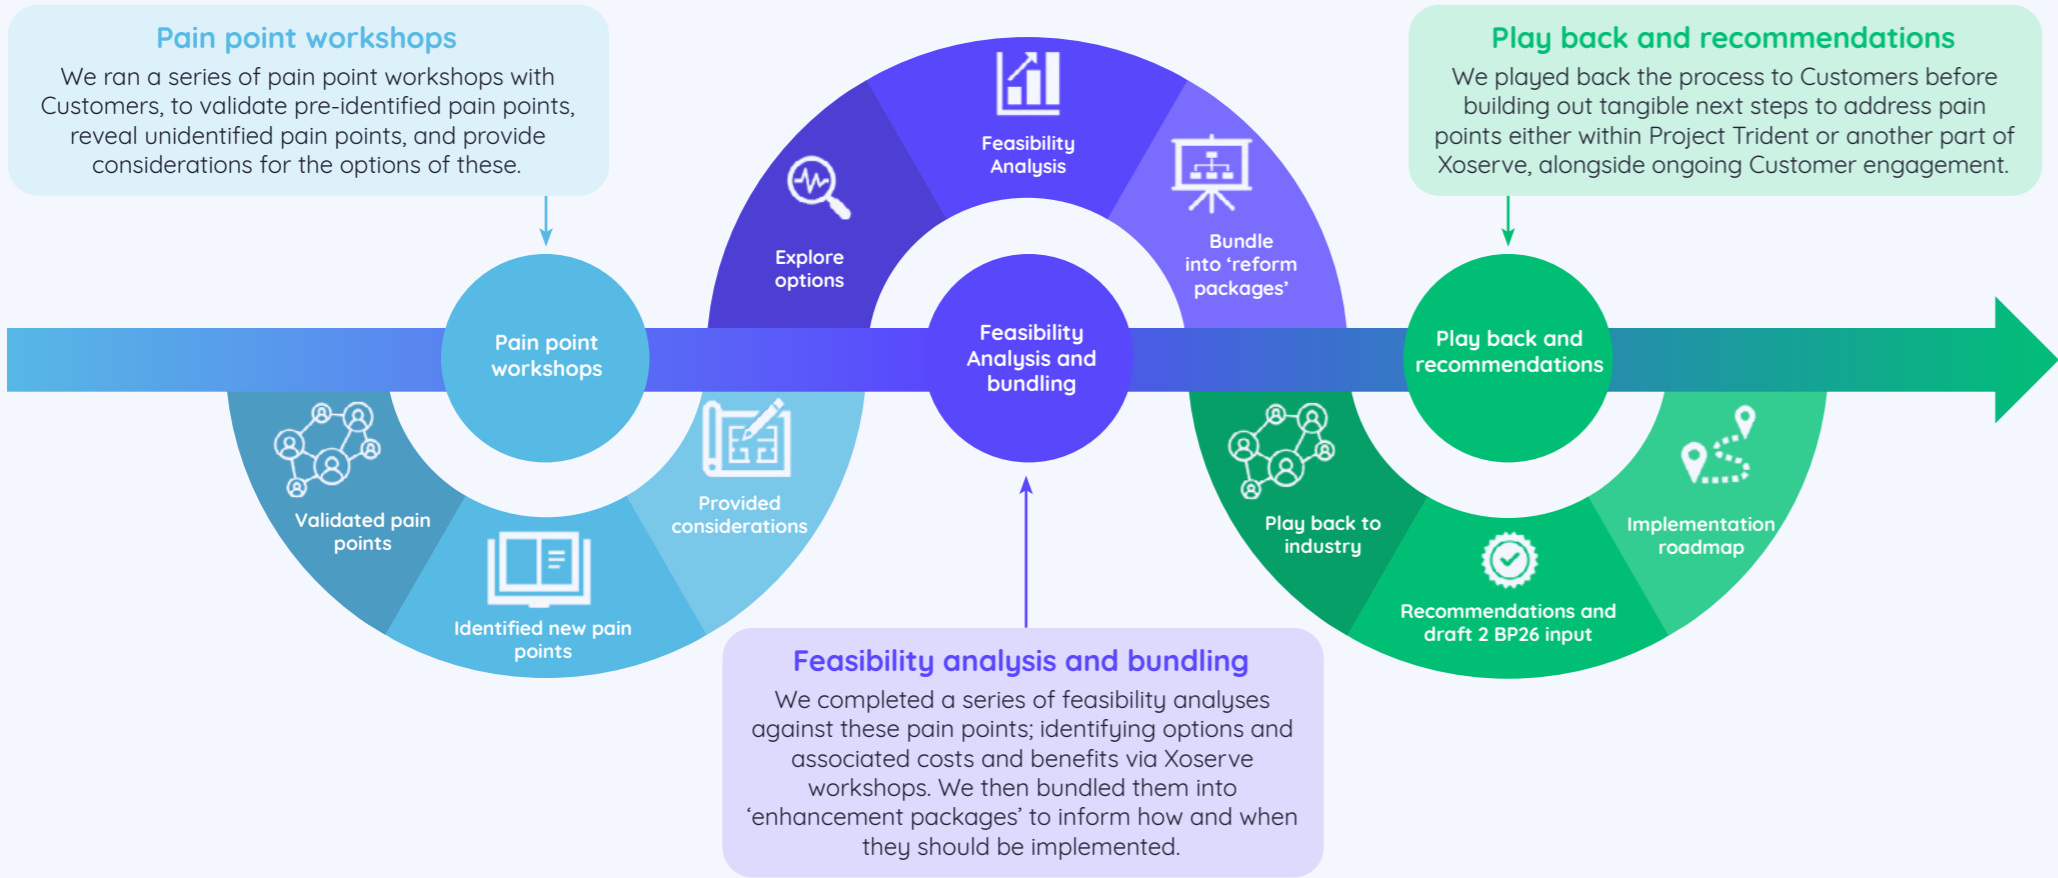 Pain point workshops
We ran a series of pain point workshops with
Customers, to validate pre-identified pain points,
reveal unidentified pain points, and provide
considerations for the options of these.
Play back and recommendations
We played back the process to Customers before
building out tangible next steps to address pain
points either within Project Trident or another part of
Xoserve, alongside ongoing Customer engagement.
Explore
options
Feasibility
Analysis
Bundle
into ‘reform
packages’
Pain point
workshops
Feasibility
Analysis and
bundling
Play back and
recommendations
Validated pain
points
Identified new pain
points
Provided
considerations
Play back to
industry
Recommendations and
draft 2 BP26 input
Implementation
roadmap
Feasibility analysis and bundling
We completed a series of feasibility analyses
against these pain points; identifying options and
associated costs and benefits via Xoserve
workshops. We then bundled them into
‘enhancement packages’ to inform how and when
they should be implemented.